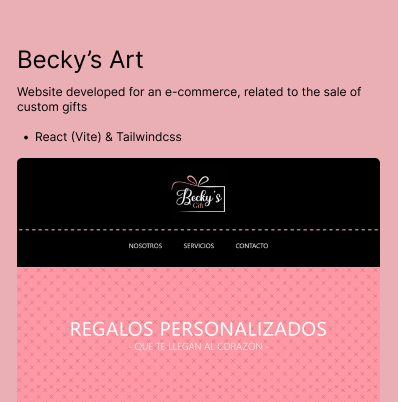 Becky’s Art
Website developed for an e-commerce, related to the sale of
custom gifts
• React (Vite) & Tailwindcss
Becky's
Gift
NOSOTROS SERVICIOS CONTACTO
REGALOS PERSONALIZADOS
- QUE TE LLEGAN AL CORAZON -